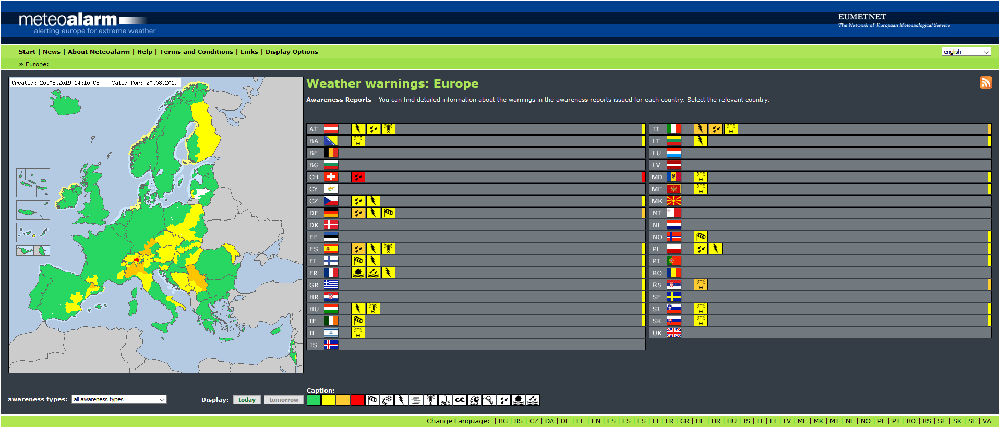 meteoalarm
alerting europe for extreme weather
EUMETNET
The Network of European Meteorological Service
Start | News | About Meteoalarm | Help | Terms and Conditions | Links | Display Options
english
» Europe:
Created: 20.08.2019 14:10 CET | Valid for: 20.08.2019
Weather warnings: Europe
Awareness Reports - You can find detailed information about the warnings in the awareness reports issued for each country. Select the relevant country.
AT
BA
BE
BG
CH
CY
CZ
DE
DK
EE
ES
FI
FR
GR
HR
HU
IE
IL
IS
IT
LT
LU
LV
MD
ME
MK
MT
NL
NO
PL
PT
RO
RS
SE
SI
SK
UK
awareness types: all awareness types
Display: today tomorrow
Caption:
Change Language: | BG | BS | CZ | DA | DE | EE | EN | ES | ES | ES | FI | FR | GR | HE | HR | HU | IS | IT | LT | LV | ME | MK | MT | NL | NO | PL | PT | RO | RS | SE | SK | SL | VA